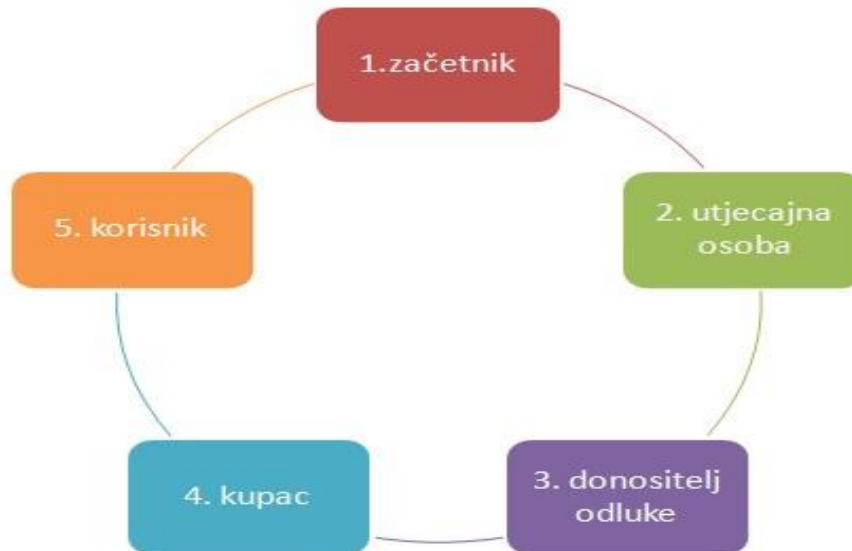 1.začetnik
2. utjecajna
osoba
3. donositelj
odluke
4. kupac
5. korisnik